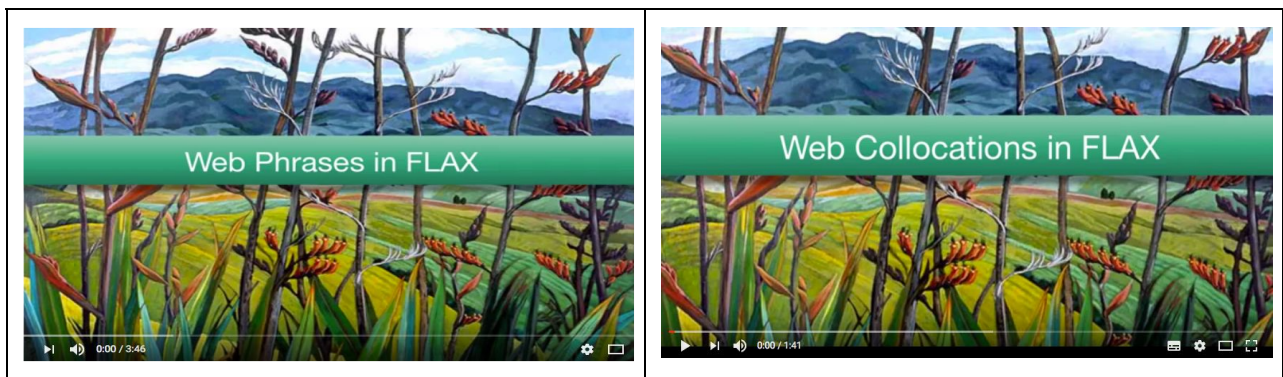 Web Phrases in FLAX
0:00 / 3:46
Web Collocations in FLAX
0:00 / 1:41